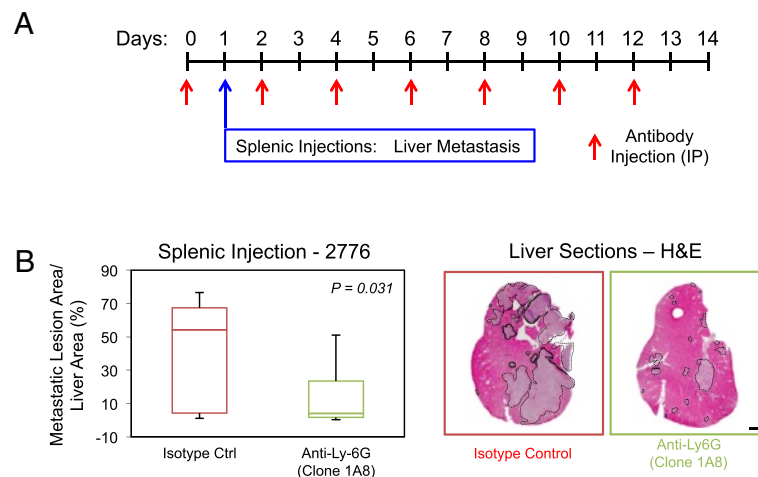 A
Days: 0 1 2 4 5 6 7 8 9 10 11 12 13 14
Splenic Injections: Liver Metastasis
Antibody
Injection (IP)
B
Splenic Injection - 2776
Metastatic Lesion Area/
Liver Area (%)
90
70
50
30
10
-10
P = 0.031
Isotype Ctrl
Anti-Ly-6G
(Clone 1A8)
Liver Sections – H&E
Isotype Control
Anti-Ly6G
(Clone 1A8)